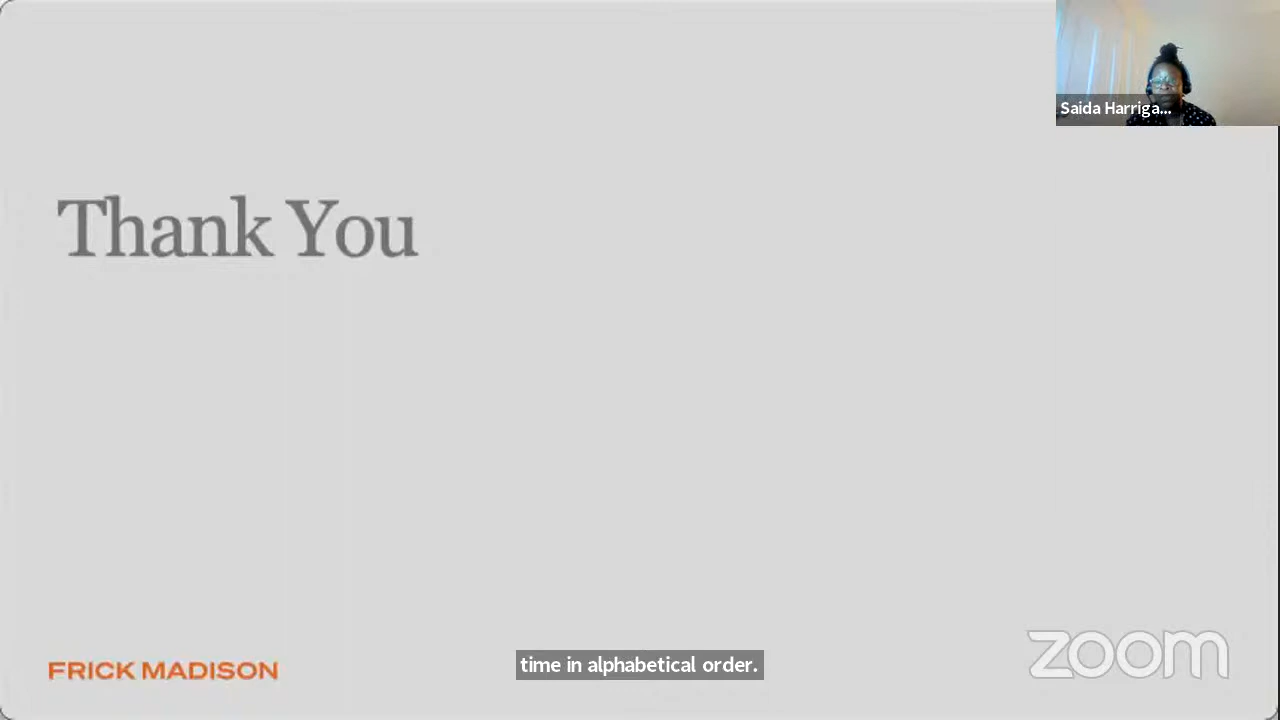 Saida Harriga...
Thank You
time in alphabetical order.
FRICK MADISON
zoom